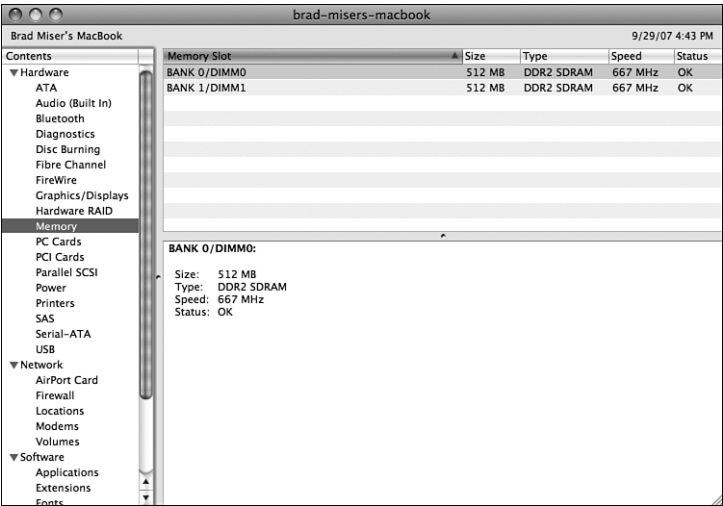 brad-misers-macbook
Brad Miser's MacBook 9/29/07 4:43 PM
Contents
Hardware
ATA
Audio (Built In)
Bluetooth
Diagnostics
Disc Burning
Fibre Channel
FireWire
Graphics/Displays
Hardware RAID
Memory
PC Cards
PCI Cards
Parallel SCSI
Power
Printers
SAS
Serial-ATA
USB
Network
AirPort Card
Firewall
Locations
Modems
Volumes
Software
Applications
Extensions
Fonts
Memory Slot Size Type Speed Status
BANK 0/DIMM0 512 MB DDR2 SDRAM 667 MHz OK
BANK 1/DIMM1 512 MB DDR2 SDRAM 667 MHz OK
BANK 0/DIMM0:
Size: 512 MB
Type: DDR2 SDRAM
Speed: 667 MHz
Status: OK